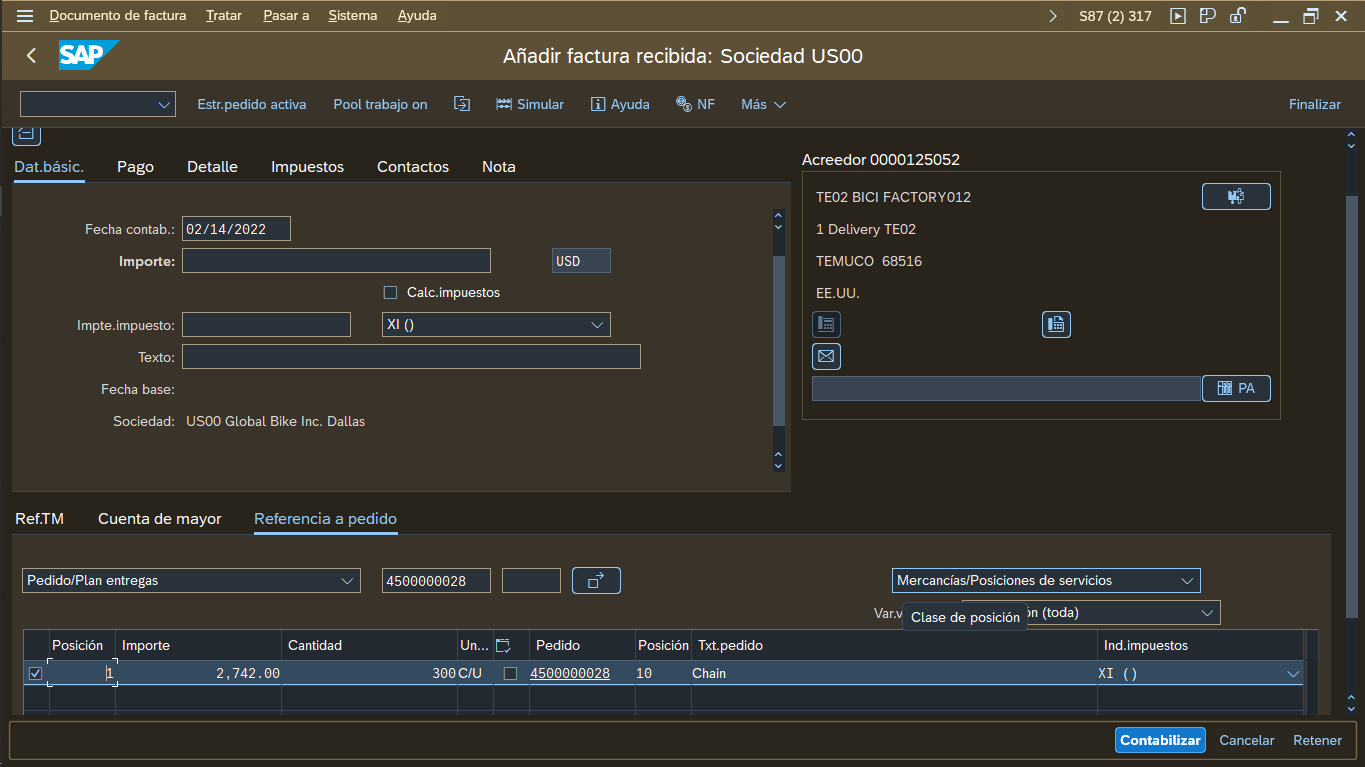 Documento de factura Tratar Pasar a Sistema Ayuda S87 (2) 317
SAP Añadir factura recibida: Sociedad US00
Estr.pedido activa Pool trabajo on Simular Ayuda NF Más Finalizar
Dat.básic. Pago Detalle Impuestos Contactos Nota
Fecha contab.: 02/14/2022
Importe: USD
Calc.impuestos
Impte.impuesto: XI ()
Texto:
Fecha base:
Sociedad: US00 Global Bike Inc. Dallas
Acreedor 0000125052
TE02 BICI FACTORY012
1 Delivery TE02
TEMUCO 68516
EE.UU.
PA
Ref.TM Cuenta de mayor Referencia a pedido
Pedido/Plan entregas 4500000028 Mercancías/Posiciones de servicios
Clase de posición (toda)
Posición Importe Cantidad Un... Pedido Posición Txt.pedido Ind.impuestos
1 2,742.00 300 C/U 4500000028 10 Chain XI ()
Contabilizar Cancelar Retener